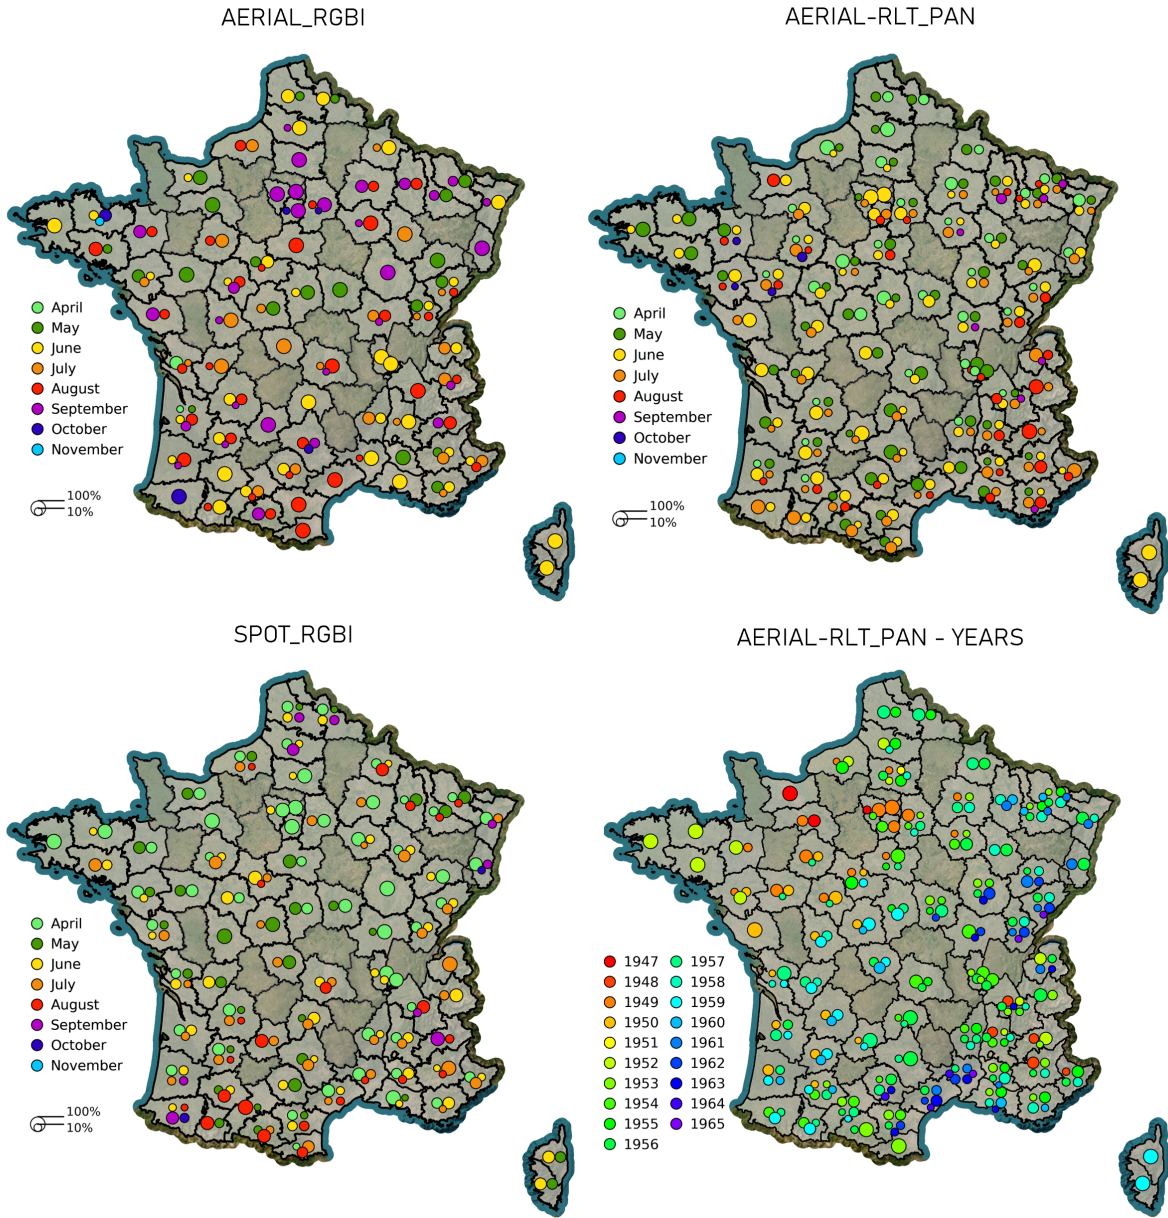 AERIAL_RGBI
AERIAL-RLT_PAN
April
May
June
July
August
September
October
November
100%
10%
April
May
June
July
August
September
October
November
100%
10%
SPOT_RGBI
AERIAL-RLT_PAN - YEARS
April
May
June
July
August
September
October
November
100%
10%
1947 1957
1948 1958
1949 1959
1950 1960
1951 1961
1952 1962
1953 1963
1954 1964
1955 1965
1956